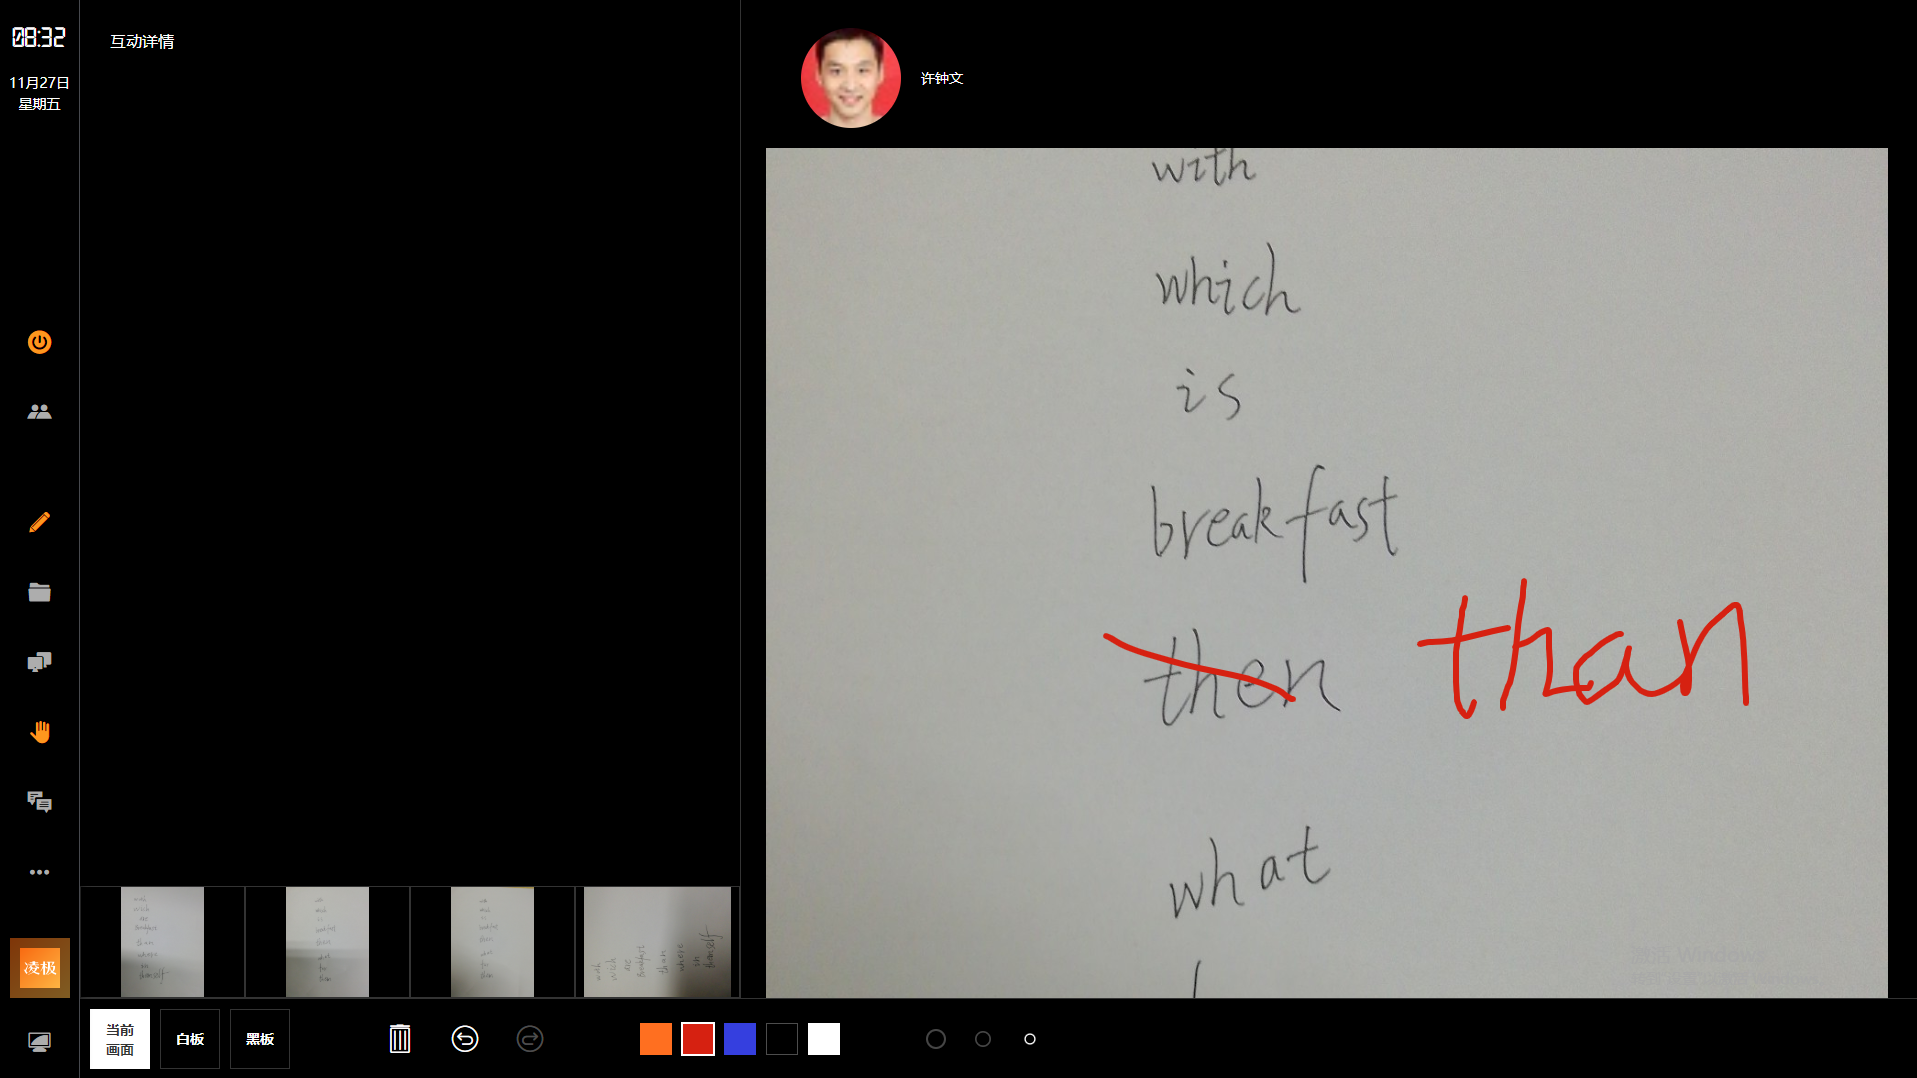 08:32
11月27日
星期五
互动详情
许钟文
with
which
is
breakfast
then than
what
凌极
当前
画面
白板
黑板